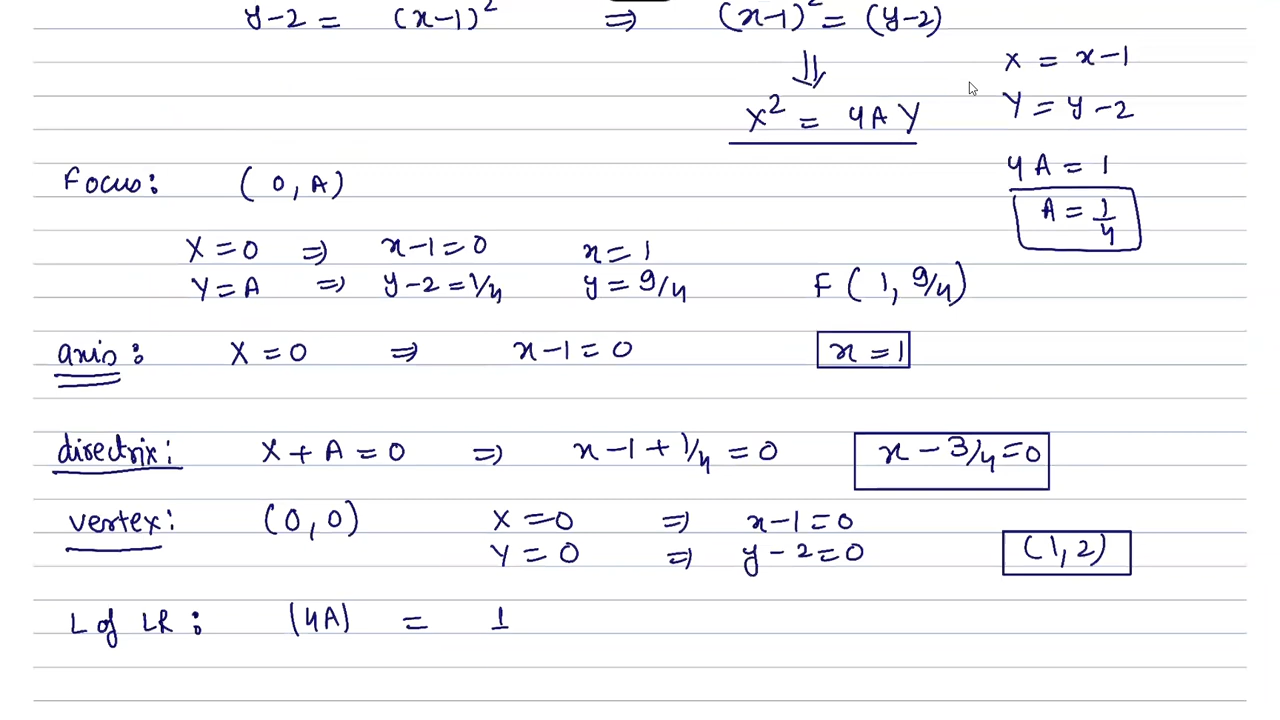 y-2 = (x-1)² ⇒ (x-1)² = (y-2)
⇓
X = x-1
X² = 4AY
Y = y-2
4A = 1
Focus: (0, A)
A = 1/4
X = 0 ⇒ x-1=0 x = 1
Y = A ⇒ y-2 = 1/4 y = 9/4 F (1, 9/4)
axis: X = 0 ⇒ x-1 = 0 x = 1
directrix: X + A = 0 ⇒ x-1+1/4 = 0 x - 3/4 = 0
vertex: (0,0) X = 0 ⇒ x-1=0
Y = 0 ⇒ y-2=0 (1,2)
L of LR: (4A) = 1